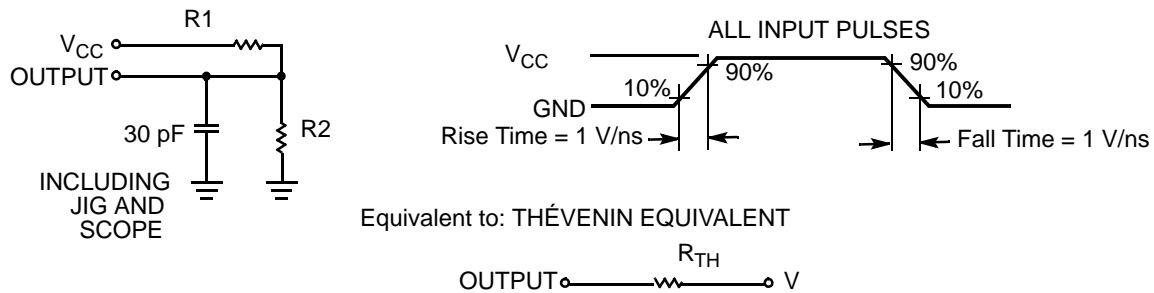 R1
VCC
OUTPUT
30 pF
R2
INCLUDING
JIG AND
SCOPE
ALL INPUT PULSES
VCC
GND
10%
90%
90%
10%
Rise Time = 1 V/ns
Fall Time = 1 V/ns
Equivalent to: THÉVENIN EQUIVALENT
RTH
OUTPUT
V